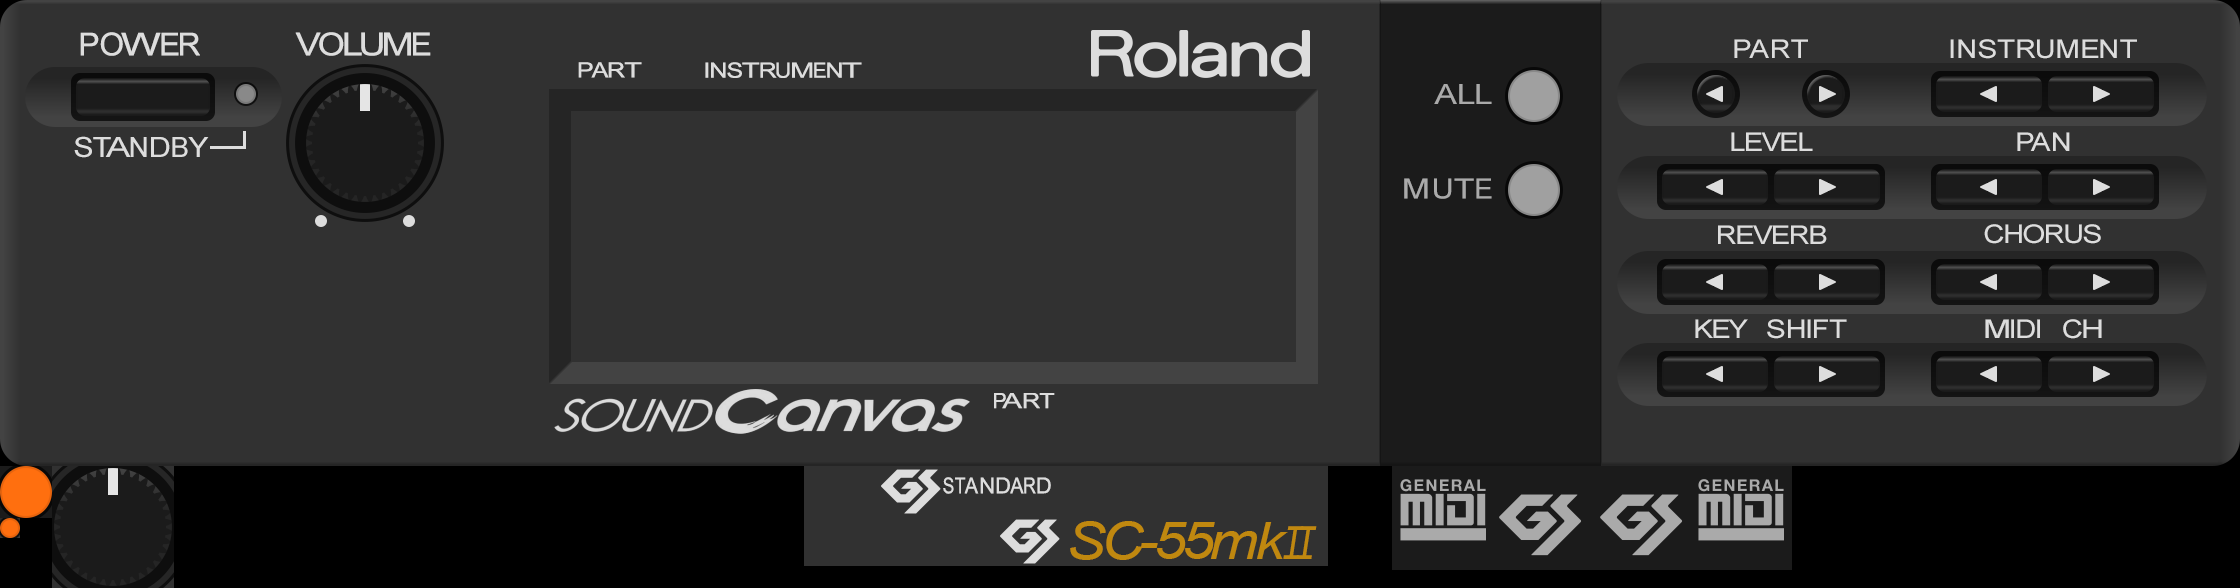 POWER
STANDBY
VOLUME
PART
INSTRUMENT
Roland
SOUND Canvas
PART
ALL
MUTE
PART
INSTRUMENT
LEVEL
PAN
REVERB
CHORUS
KEY SHIFT
MIDI CH
GS STANDARD
GS SC-55mkII
GENERAL
MIDI
GS
GS
GENERAL
MIDI